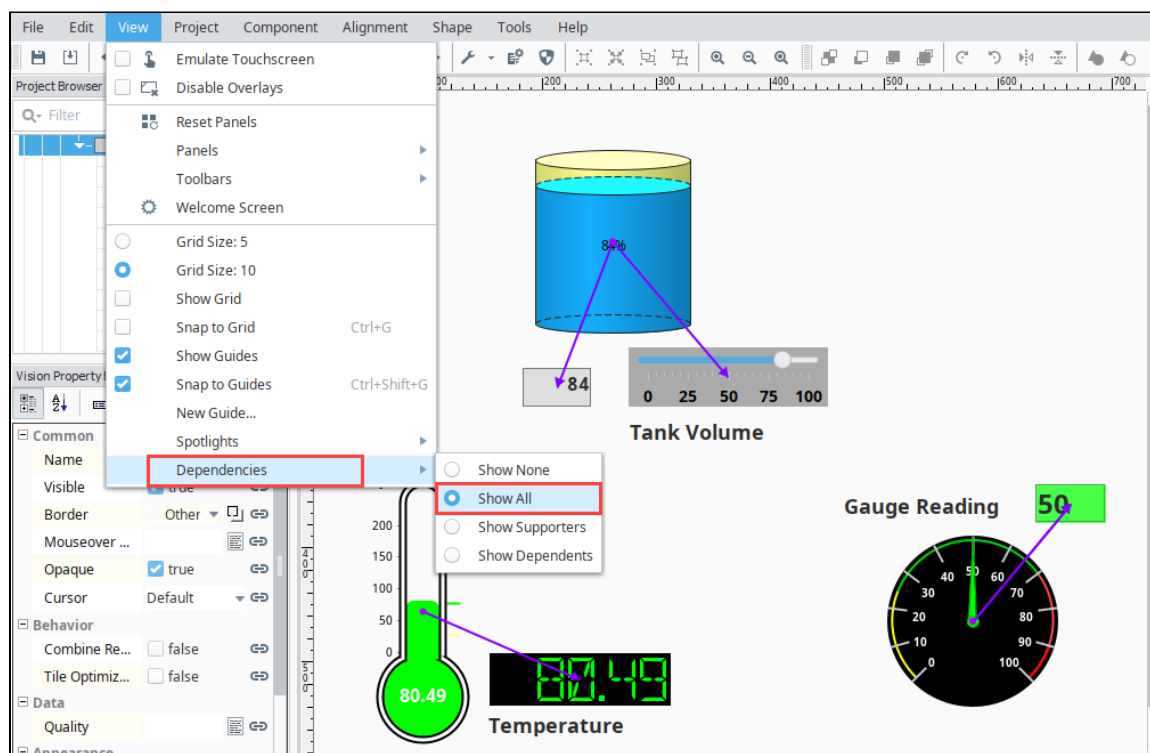 File Edit View Project Component Alignment Shape Tools Help
Project Browser
Filter
Emulate Touchscreen
Disable Overlays
Reset Panels
Panels
Toolbars
Welcome Screen
Grid Size: 5
Grid Size: 10
Show Grid
Snap to Grid Ctrl+G
Show Guides
Snap to Guides Ctrl+Shift+G
New Guide...
Spotlights
Dependencies
Show None
Show All
Show Supporters
Show Dependents
200 300 400 500 600 700
84%
84
0 25 50 75 100
Tank Volume
Vision Property
Common
Name
Visible true
Border Other
Mouseover ...
Opaque true
Cursor Default
Behavior
Combine Re... false
Tile Optimiz... false
Data
Quality
Appearance
400
500
200
150
100
50
0
80.49
80.49
Temperature
Gauge Reading 50
0 10 20 30 40 50 60 70 80 90 100